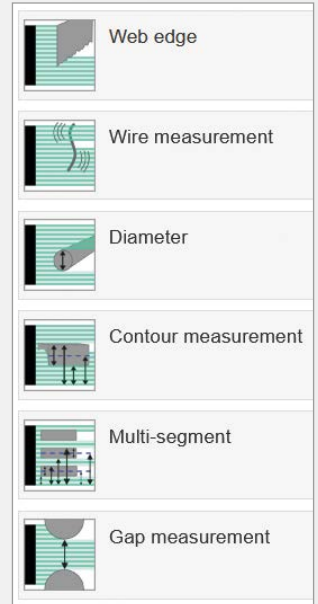 Web edge
Wire measurement
Diameter
Contour measurement
Multi-segment
Gap measurement